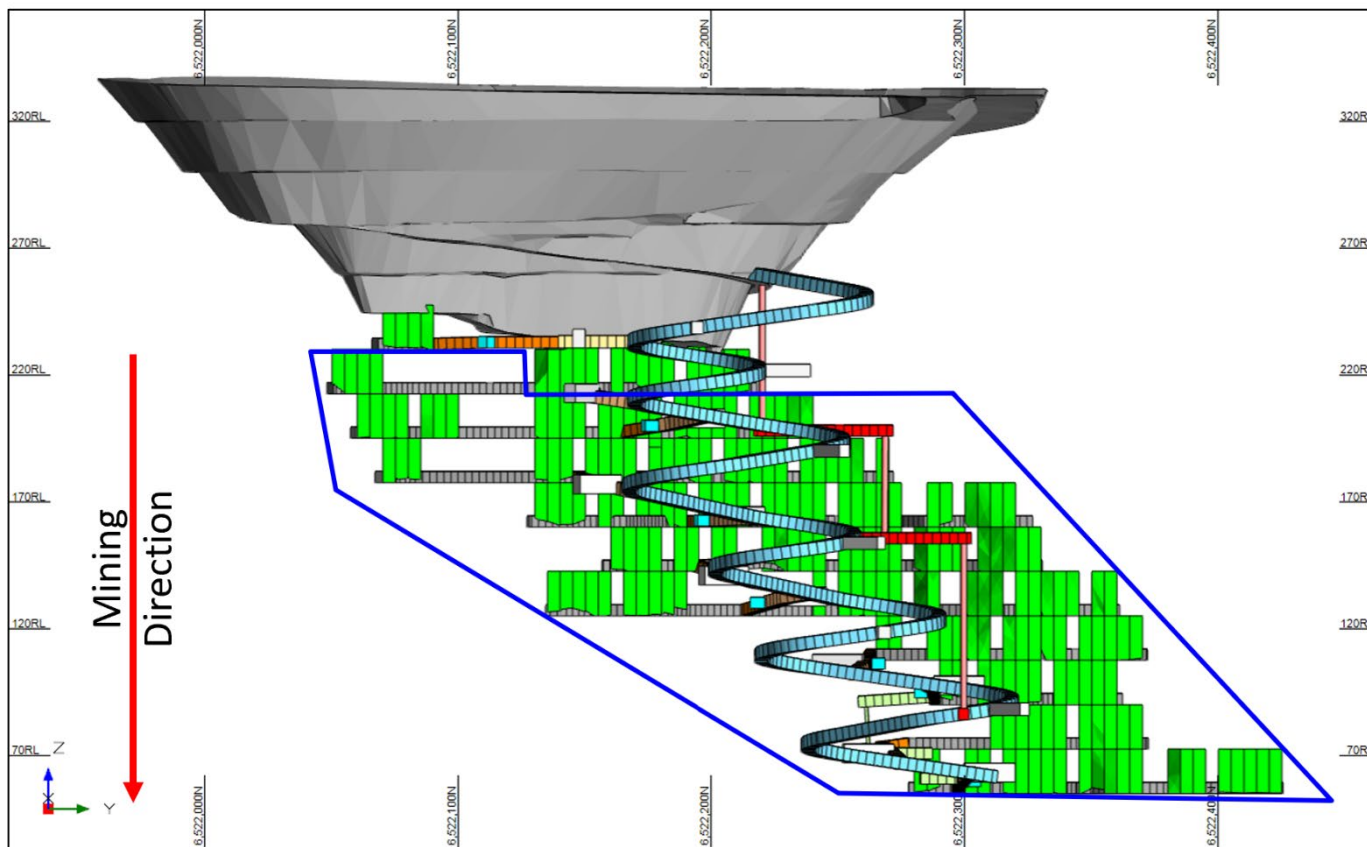 6,522,000N
6,522,100N
6,522,200N
6,522,300N
6,522,400N
320RL
320R
270RL
270R
220RL
220R
170RL
170R
120RL
120R
70RL
70R
Mining
Direction
Z
X
Y
6,522,000N
6,522,100N
6,522,200N
6,522,300N
6,522,400N